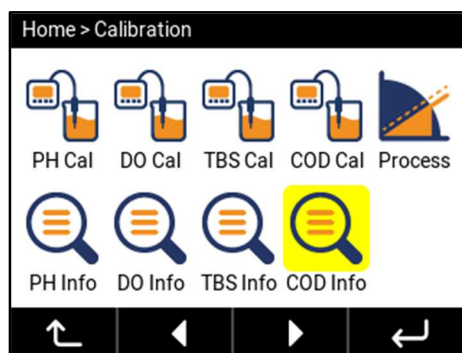 Home > Calibration
PH Cal DO Cal TBS Cal COD Cal Process
PH Info DO Info TBS Info COD Info